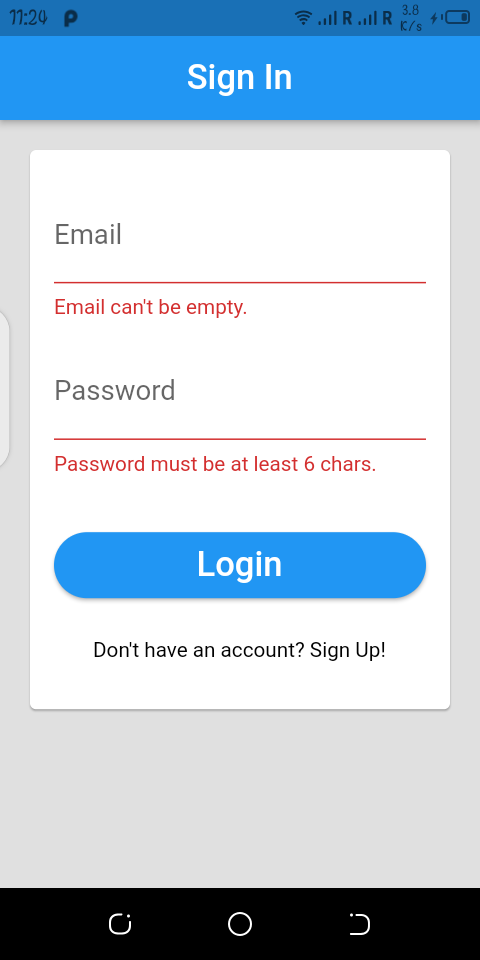 11:24
R R 3.8 K/s
Sign In
Email
Email can't be empty.
Password
Password must be at least 6 chars.
Login
Don't have an account? Sign Up!